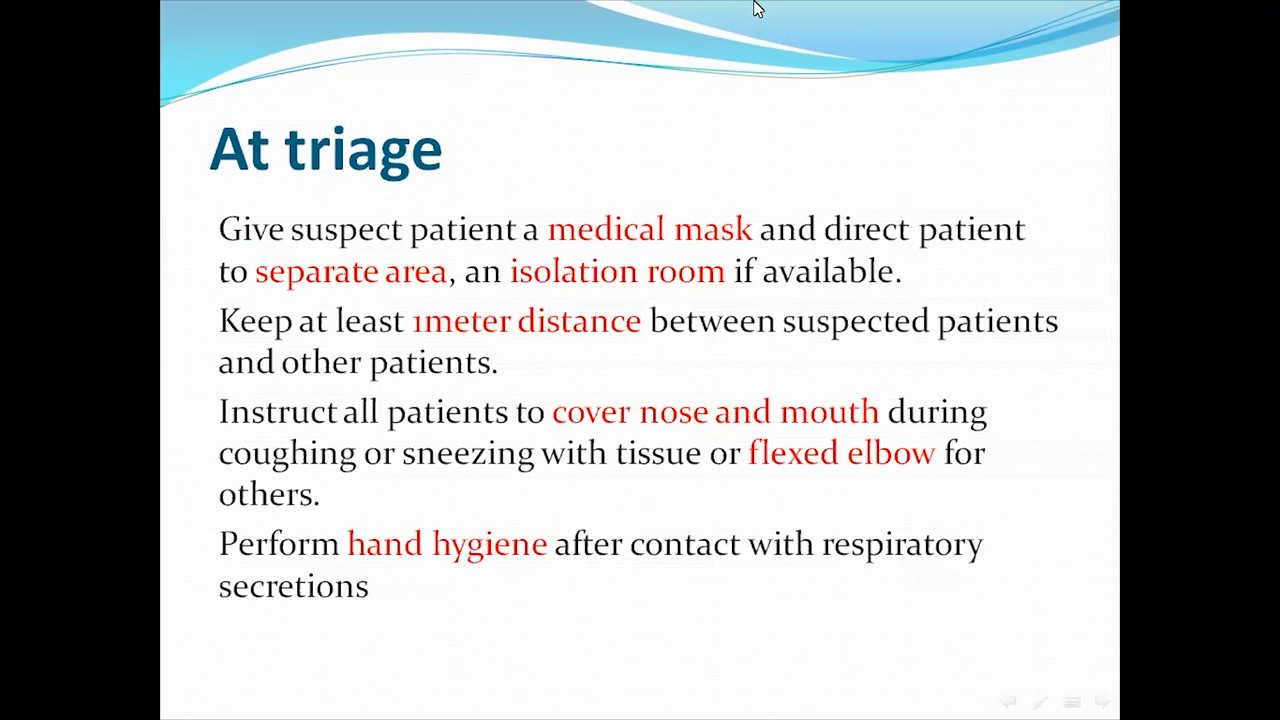 At triage
Give suspect patient a medical mask and direct patient
to separate area, an isolation room if available.
Keep at least 1meter distance between suspected patients
and other patients.
Instruct all patients to cover nose and mouth during
coughing or sneezing with tissue or flexed elbow for
others.
Perform hand hygiene after contact with respiratory
secretions